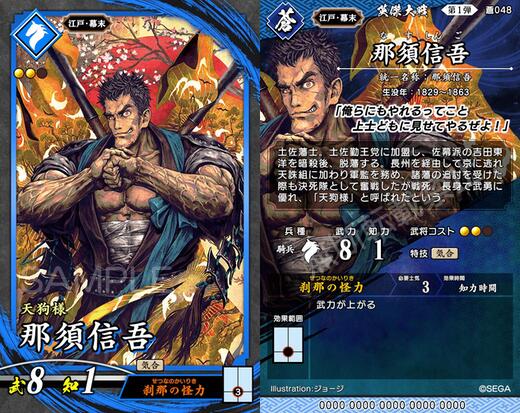 江戸・幕末
SAMPLE
天狗様
那須信吾
気合
武8 知1
せつなのかいりき
刹那の怪力
3
蒼
江戸・幕末
英傑大戦
第1弾
蒼048
なすしんご
那須信吾
統一名称:那須信吾
生没年:1829~1863
「俺らにもやれるってこと
上士どもに見せてやるぜよ!」
土佐藩士。土佐勤王党に加盟し、佐幕派の吉田東
洋を暗殺後、脱藩する。長州を経由して京に逃れ
天誅組に加わり軍監を務め、諸藩の追討を受けた
際も決死隊として奮戦したが戦死。長身で武勇に
優れ、「天狗様」と呼ばれたという。
兵種 武力 知力 武将コスト
騎兵 8 1 特技 気合
せつなのかいりき 必要士気 効果時間
刹那の怪力 3 知力時間
武力が上がる
効果範囲
Illustration:ジョージ
©SEGA
0000 0000 0000 0000 0000